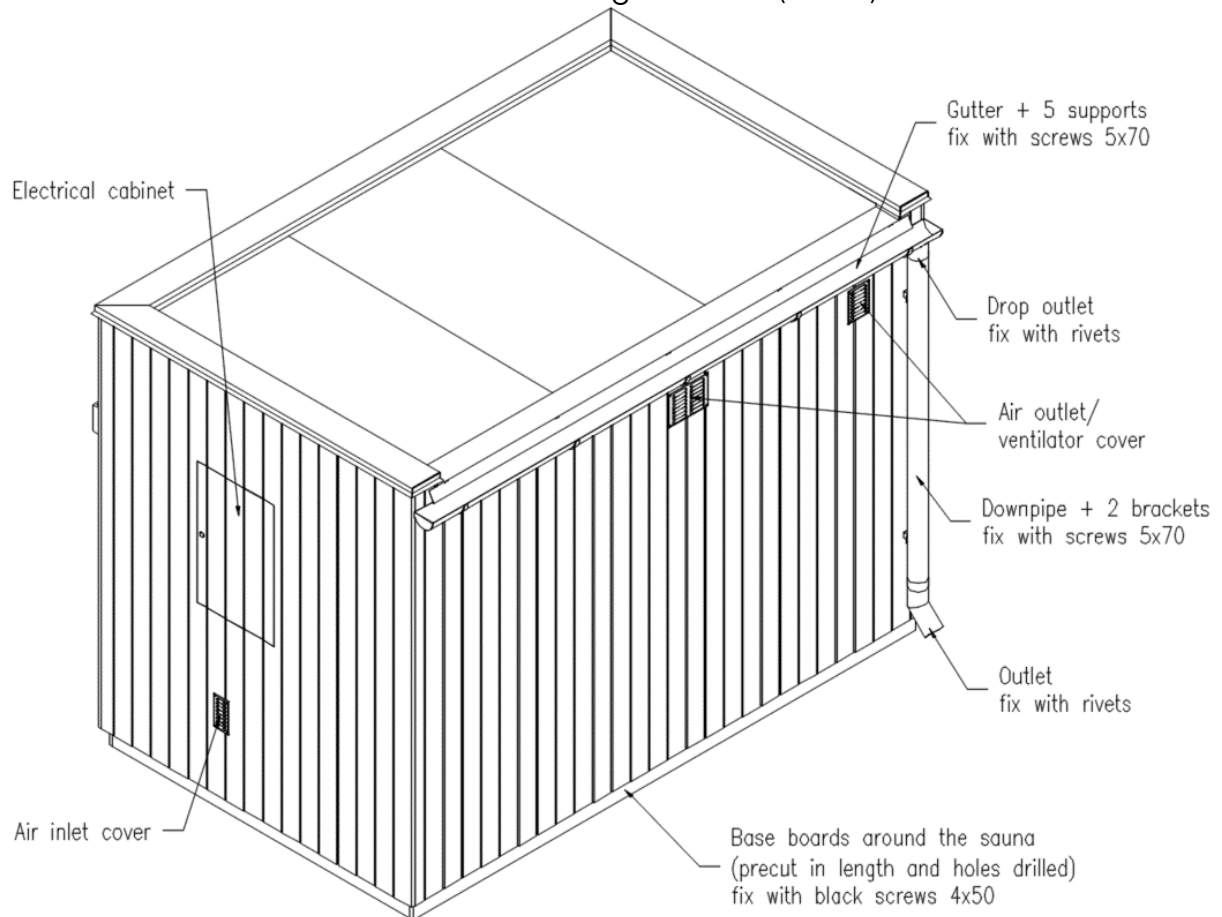 Gutter + 5 supports
fix with screws 5x70
Electrical cabinet
Drop outlet
fix with rivets
Air outlet/
ventilator cover
Downpipe + 2 brackets
fix with screws 5x70
Outlet
fix with rivets
Air inlet cover
Base boards around the sauna
(precut in length and holes drilled)
fix with black screws 4x50